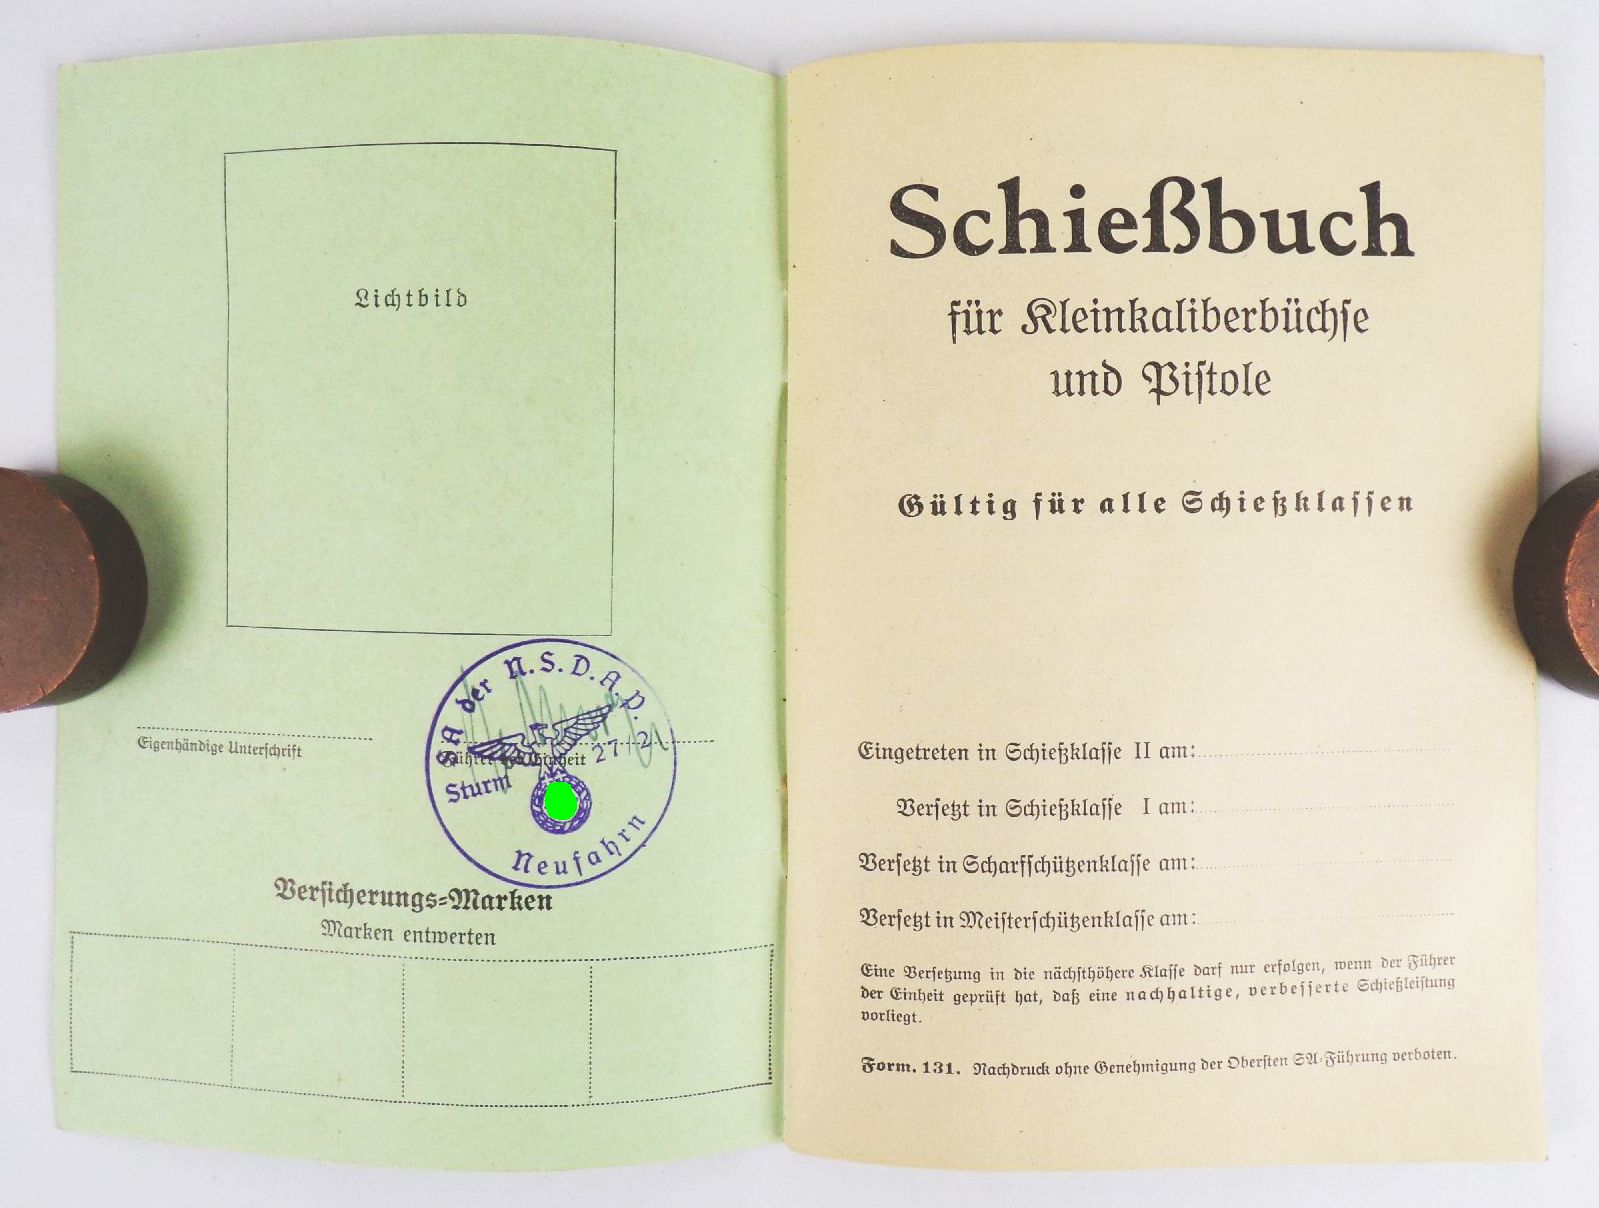 Lichtbild
SA der N.S.D.A.P.
Eigenhändige Unterschrift
Führer der Einheit
Sturm 27/2
Neufahrn
Versicherungs-Marken
Marken entwerten
Schießbuch
für Kleinkaliberbüchse
und Pistole
Gültig für alle Schießklassen
Eingetreten in Schießklasse II am:
Versetzt in Schießklasse I am:
Versetzt in Scharfschützenklasse am:
Versetzt in Meisterschützenklasse am:
Eine Versetzung in die nächsthöhere Klasse darf nur erfolgen, wenn der Führer
der Einheit geprüft hat, daß eine nachhaltige, verbesserte Schießleistung
vorliegt.
Form. 131. Nachdruck ohne Genehmigung der Obersten SA-Führung verboten.